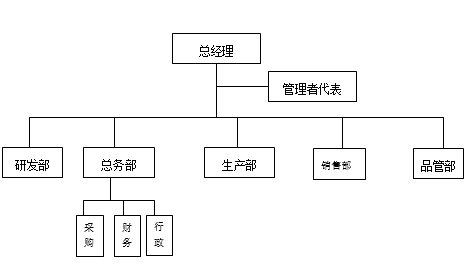 总经理
管理者代表
研发部
总务部
生产部
销售部
品管部
采购
财务
行政